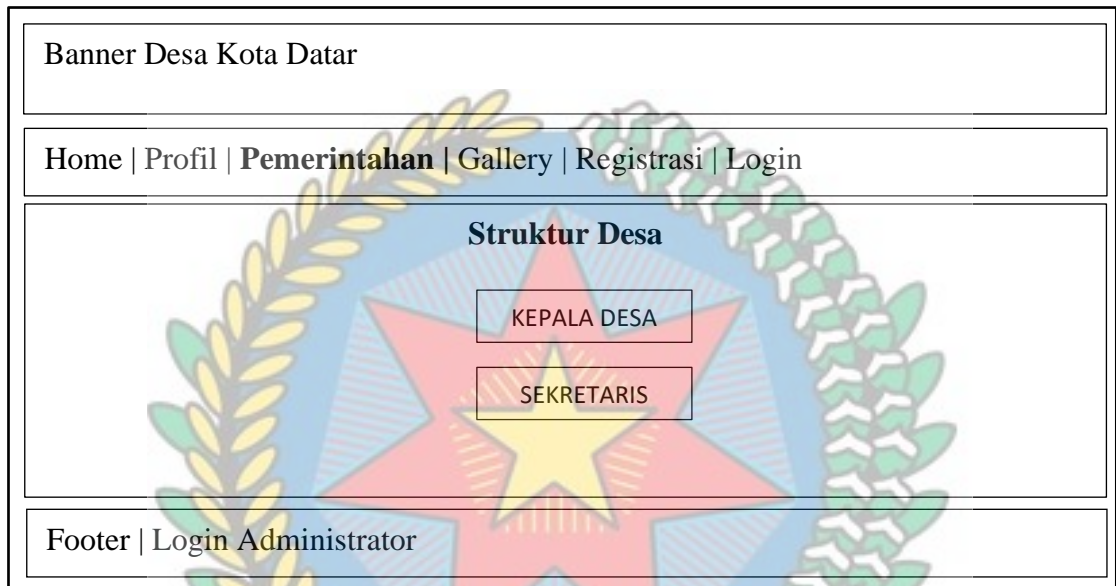 Banner Desa Kota Datar
Home | Profil | Pemerintahan | Gallery | Registrasi | Login
Struktur Desa
KEPALA DESA
SEKRETARIS
Footer | Login Administrator